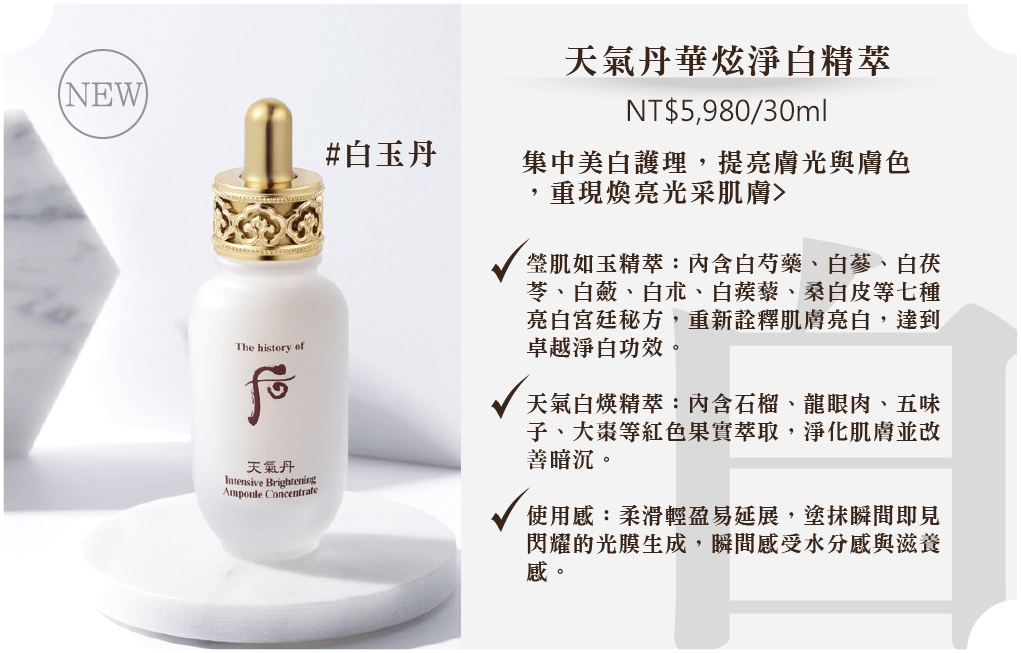 NEW
#白玉丹
The history of
后
天氣丹
Intensive Brightening
Ampoule Concentrate
天氣丹華炫淨白精萃
NT$5,980/30ml
集中美白護理，提亮膚光與膚色
，重現煥亮光采肌膚>
瑩肌如玉精萃：內含白芍藥、白蔘、白茯
苓、白蘞、白朮、白蒺藜、桑白皮等七種
亮白宮廷秘方，重新詮釋肌膚亮白，達到
卓越淨白功效。
天氣白煐精萃：內含石榴、龍眼肉、五味
子、大棗等紅色果實萃取，淨化肌膚並改
善暗沉。
使用感：柔滑輕盈易延展，塗抹瞬間即見
閃耀的光膜生成，瞬間感受水分感與滋養
感。
白